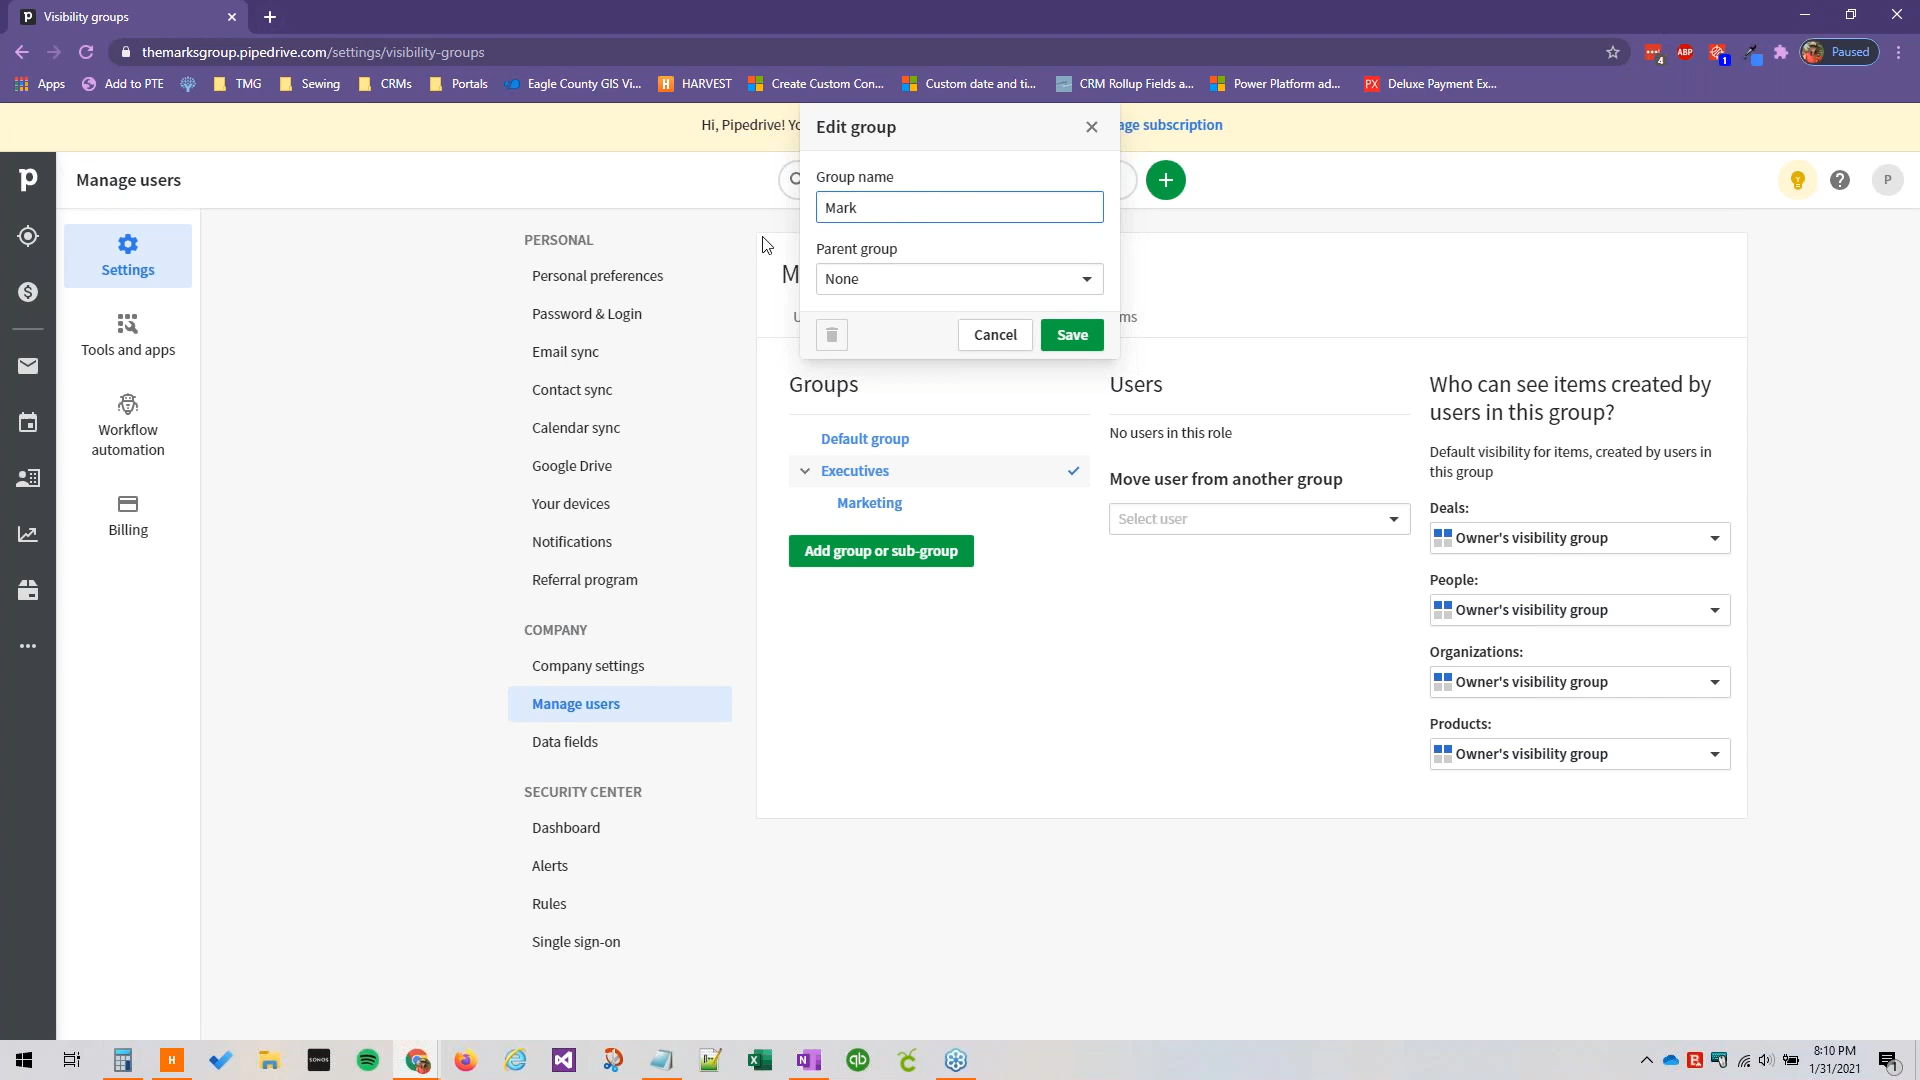 Visibility groups
themarksgroup.pipedrive.com/settings/visibility-groups
4
ABP
1
Paused
Apps
Add to PTE
TMG
Sewing
CRMs
Portals
Eagle County GIS Vi...
HARVEST
Create Custom Con...
Custom date and ti...
CRM Rollup Fields a...
Power Platform ad...
Deluxe Payment Ex...
Hi, Pipedrive! Yo
age subscription
Manage users
P
Edit group
Group name
Mark
Parent group
None
Cancel
Save
Settings
Tools and apps
Workflow
automation
Billing
PERSONAL
Personal preferences
Password & Login
Email sync
Contact sync
Calendar sync
Google Drive
Your devices
Notifications
Referral program
COMPANY
Company settings
Manage users
Data fields
SECURITY CENTER
Dashboard
Alerts
Rules
Single sign-on
M
ms
Groups
Default group
Executives
Marketing
Add group or sub-group
Users
No users in this role
Move user from another group
Select user
Who can see items created by
users in this group?
Default visibility for items, created by users in
this group
Deals:
Owner's visibility group
People:
Owner's visibility group
Organizations:
Owner's visibility group
Products:
Owner's visibility group
SONOS
8:10 PM
1/31/2021
1